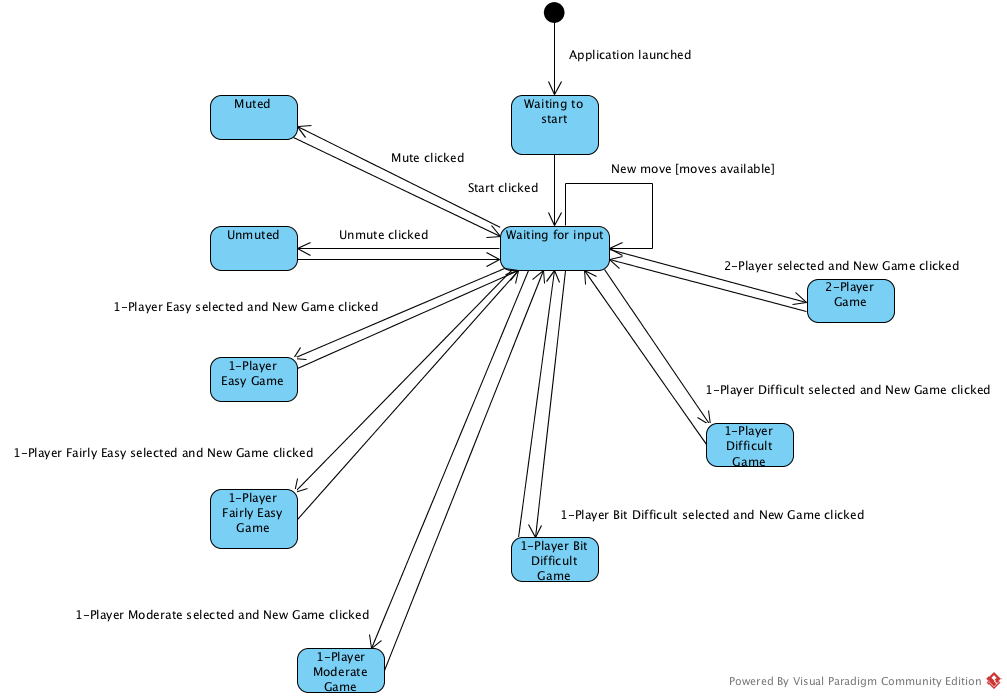 Application launched
Muted
Waiting to
start
Mute clicked
New move [moves available]
Start clicked
Unmuted
Unmute clicked
Waiting for input
2-Player selected and New Game clicked
2-Player
Game
1-Player Easy selected and New Game clicked
1-Player
Easy Game
1-Player Difficult selected and New Game clicked
1-Player
Difficult
Game
1-Player Fairly Easy selected and New Game clicked
1-Player
Fairly Easy
Game
1-Player Bit Difficult selected and New Game clicked
1-Player Bit
Difficult
Game
1-Player Moderate selected and New Game clicked
1-Player
Moderate
Game
Powered By Visual Paradigm Community Edition